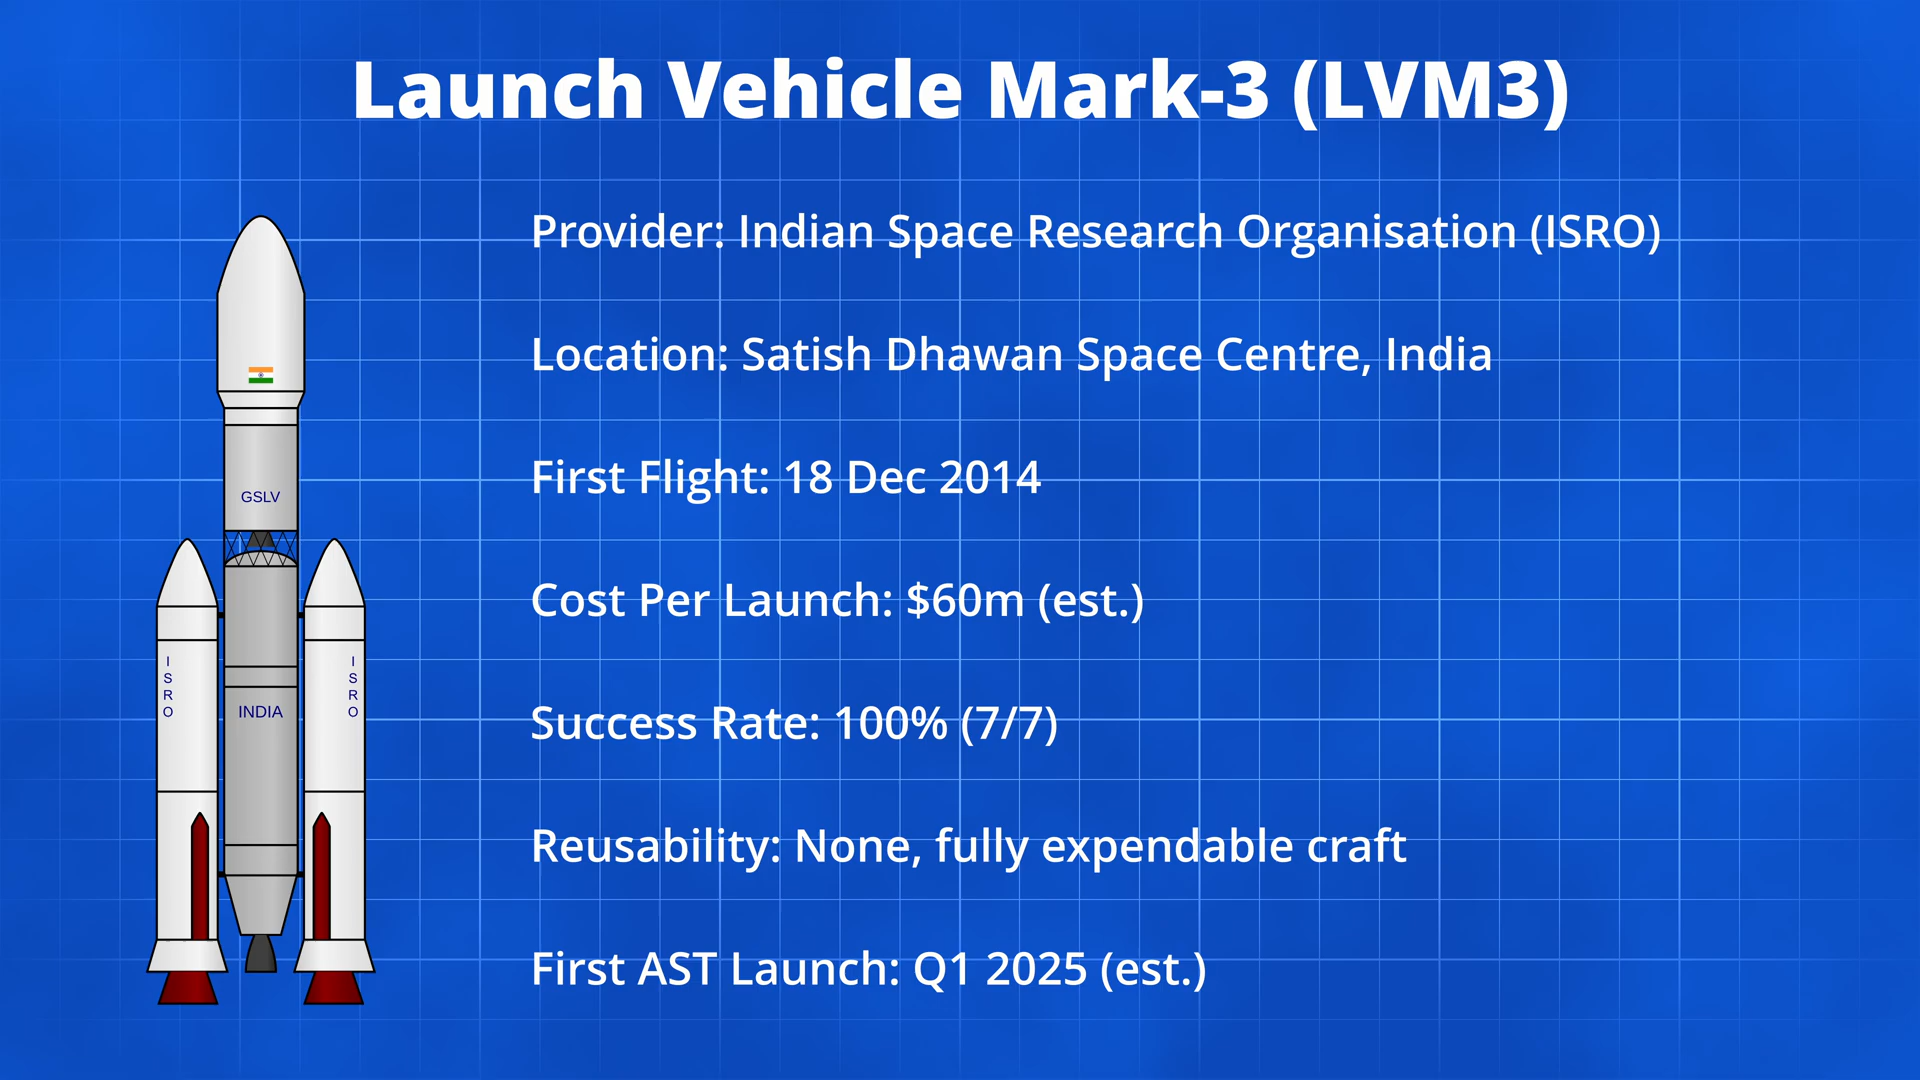 Launch Vehicle Mark-3 (LVM3)
Provider: Indian Space Research Organisation (ISRO)
Location: Satish Dhawan Space Centre, India
First Flight: 18 Dec 2014
Cost Per Launch: $60m (est.)
Success Rate: 100% (7/7)
Reusability: None, fully expendable craft
First AST Launch: Q1 2025 (est.)
GSLV
ISRO
INDIA
ISRO